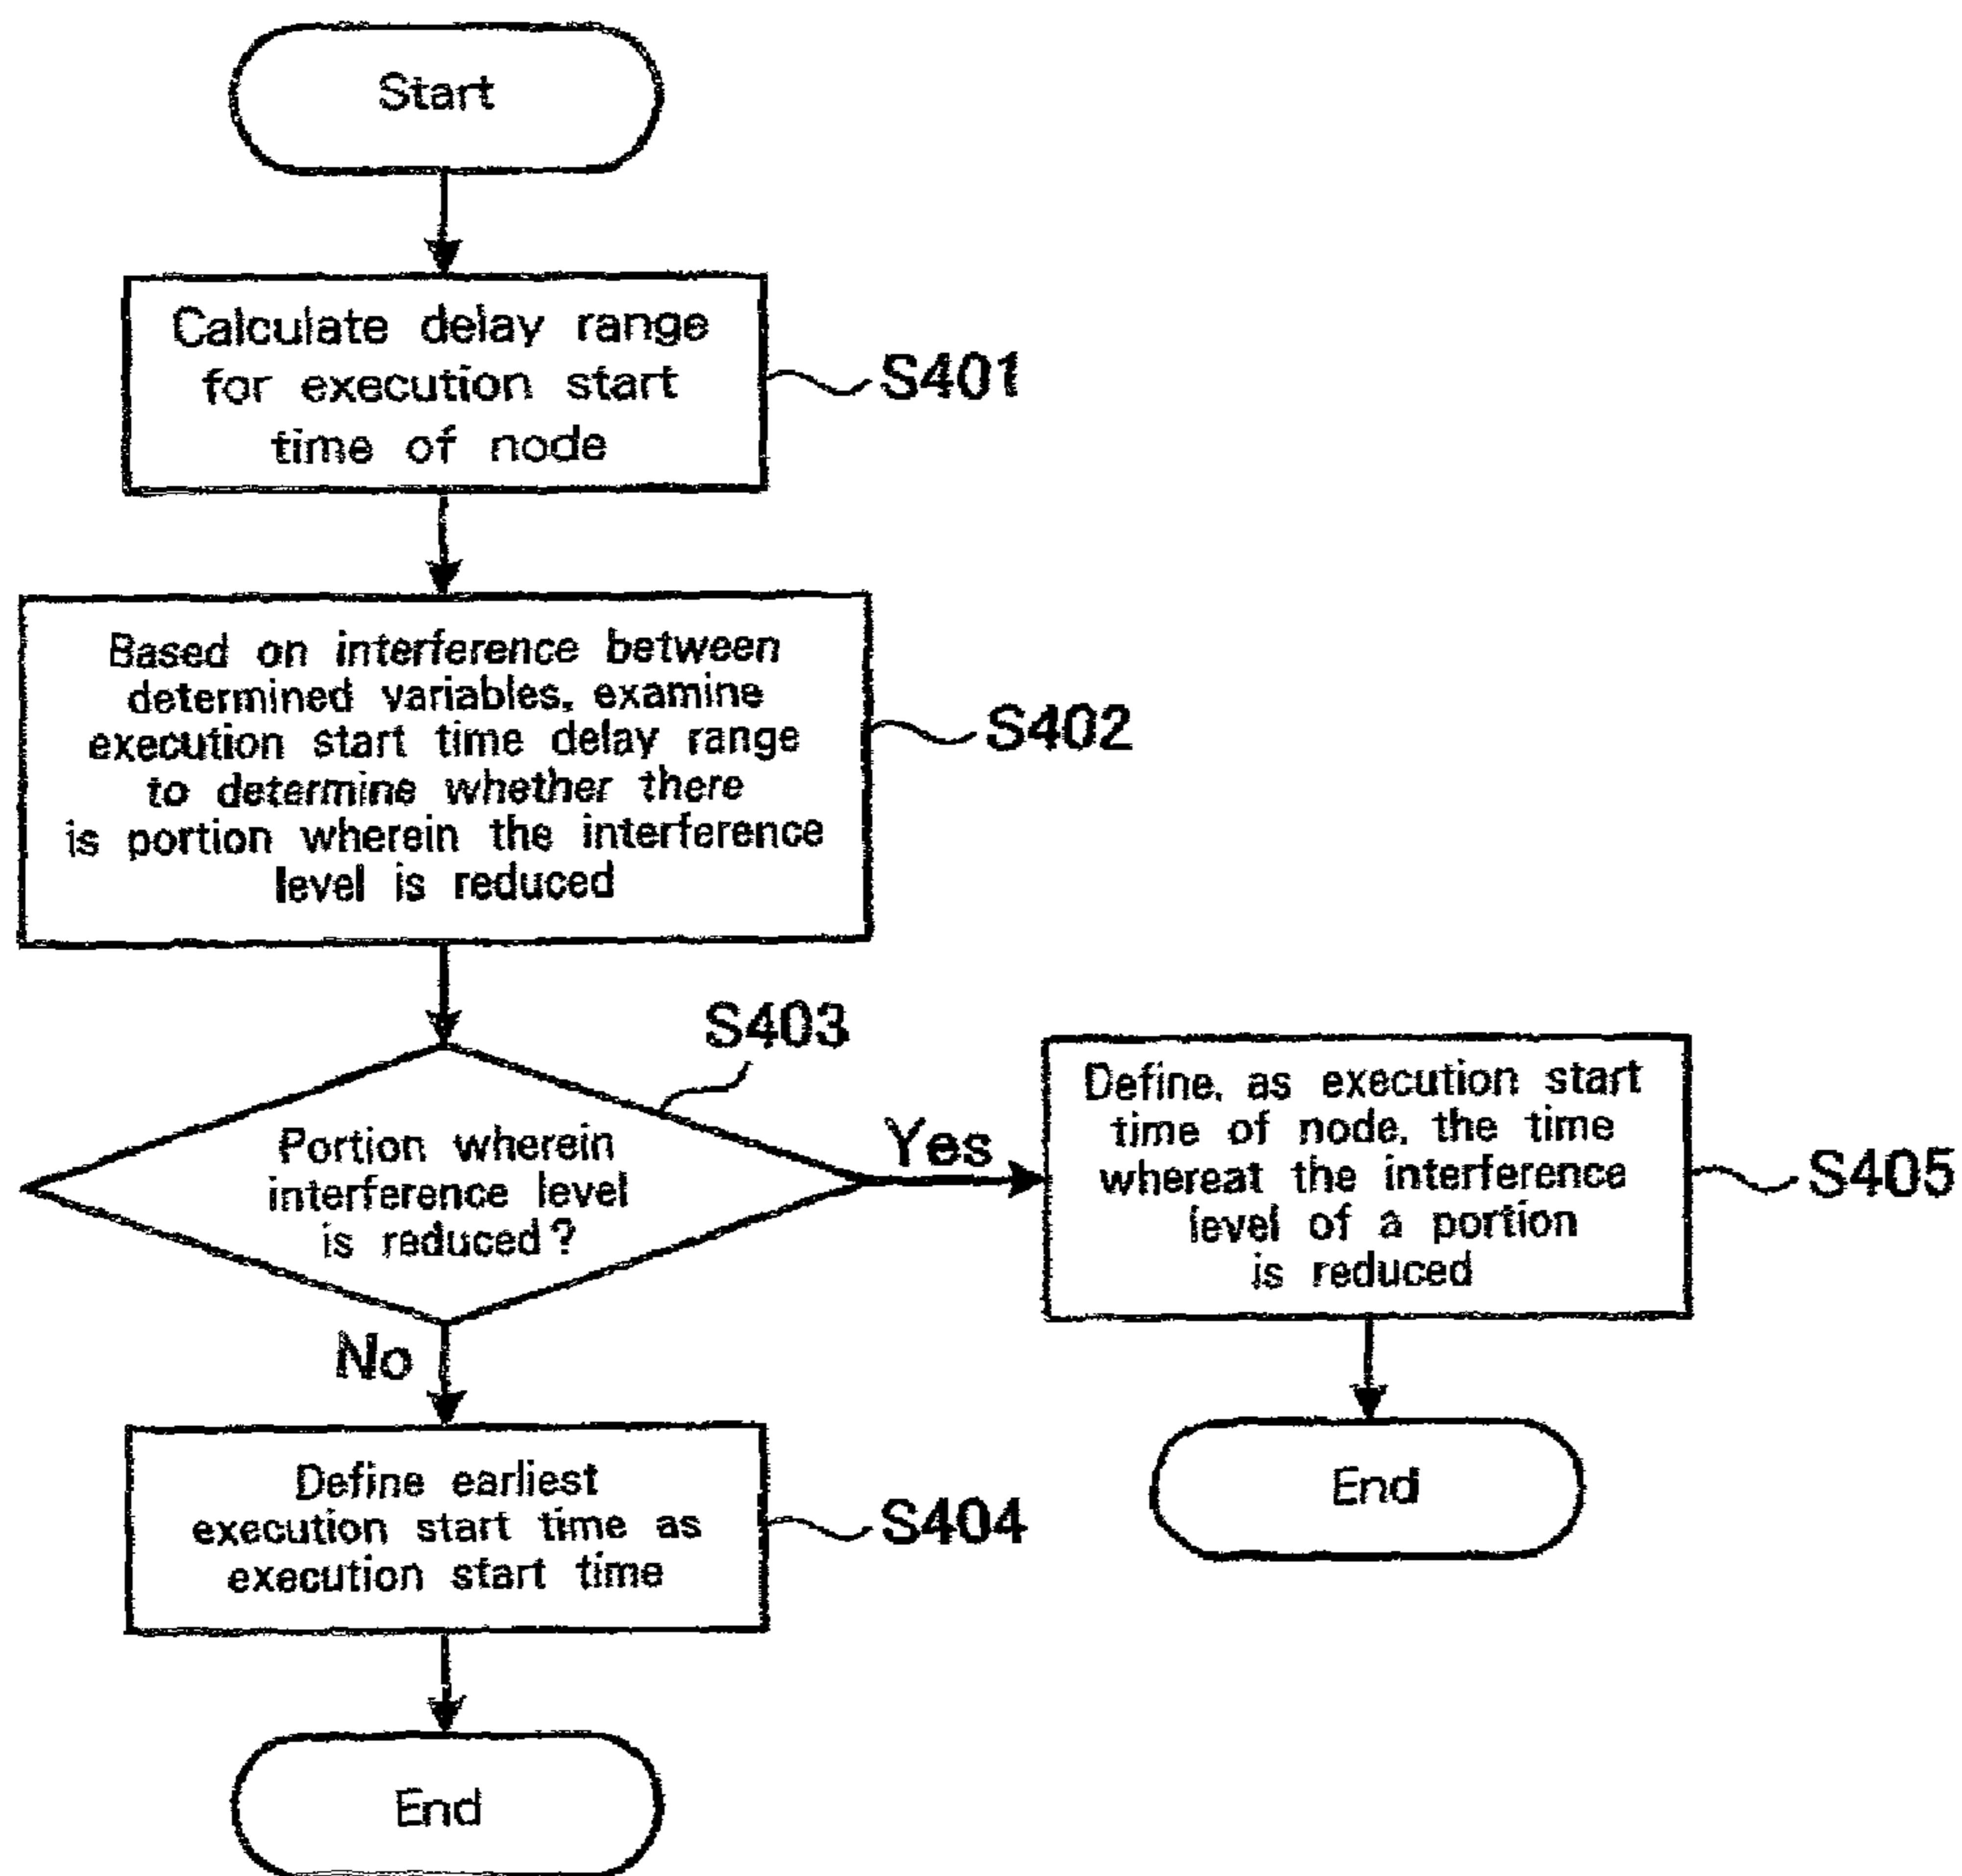 Start
Calculate delay range
for execution start
time of node
S401
Based on interference between
determined variables, examine
execution start time delay range
to determine whether there
is portion wherein the interference
level is reduced
S402
S403
Portion wherein
interference level
is reduced?
Yes
Define, as execution start
time of node, the time
whereat the interference
level of a portion
is reduced
S405
End
No
Define earliest
execution start time as
execution start time
S404
End